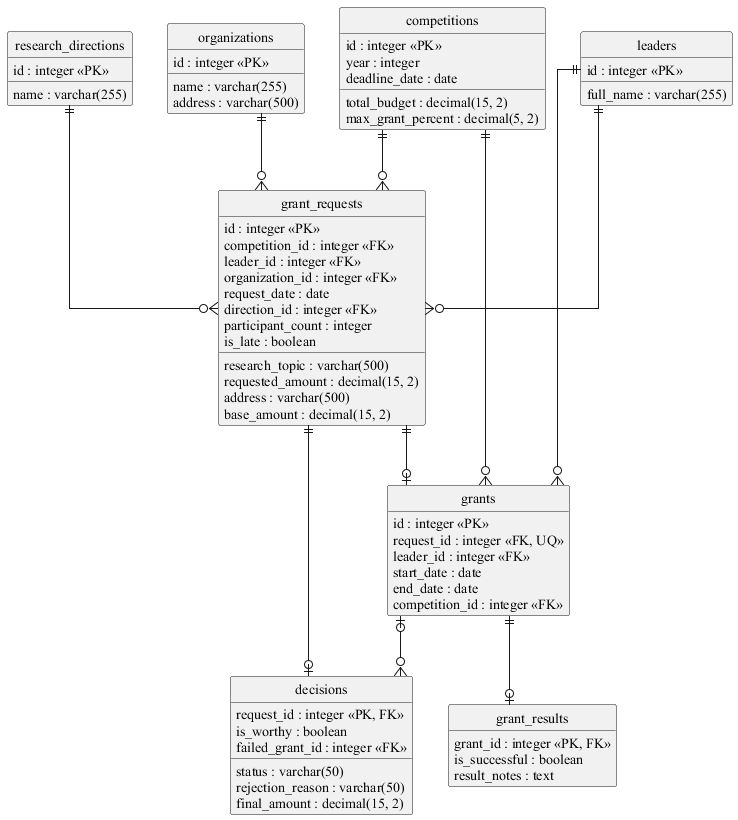 research_directions
id : integer «PK»
name : varchar(255)
organizations
id : integer «PK»
name : varchar(255)
address : varchar(500)
competitions
id : integer «PK»
year : integer
deadline_date : date
total_budget : decimal(15, 2)
max_grant_percent : decimal(5, 2)
leaders
id : integer «PK»
full_name : varchar(255)
grant_requests
id : integer «PK»
competition_id : integer «FK»
leader_id : integer «FK»
organization_id : integer «FK»
request_date : date
direction_id : integer «FK»
participant_count : integer
is_late : boolean
research_topic : varchar(500)
requested_amount : decimal(15, 2)
address : varchar(500)
base_amount : decimal(15, 2)
grants
id : integer «PK»
request_id : integer «FK, UQ»
leader_id : integer «FK»
start_date : date
end_date : date
competition_id : integer «FK»
decisions
request_id : integer «PK, FK»
is_worthy : boolean
failed_grant_id : integer «FK»
status : varchar(50)
rejection_reason : varchar(50)
final_amount : decimal(15, 2)
grant_results
grant_id : integer «PK, FK»
is_successful : boolean
result_notes : text